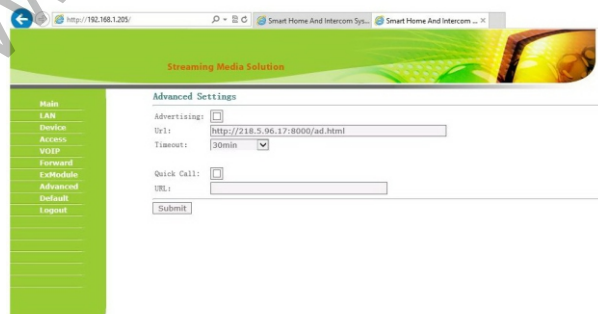 http://192.168.1.205/
Smart Home And Intercom Sys...
Smart Home And Intercom ... ×
Streaming Media Solution
Main
LAN
Device
Access
VOIP
Forward
ExModule
Advanced
Default
Logout
Advanced Settings
Advertizing:
Url: http://218.5.96.17:8000/ad.html
Timeout: 30min
Quick Call:
URL:
Submit